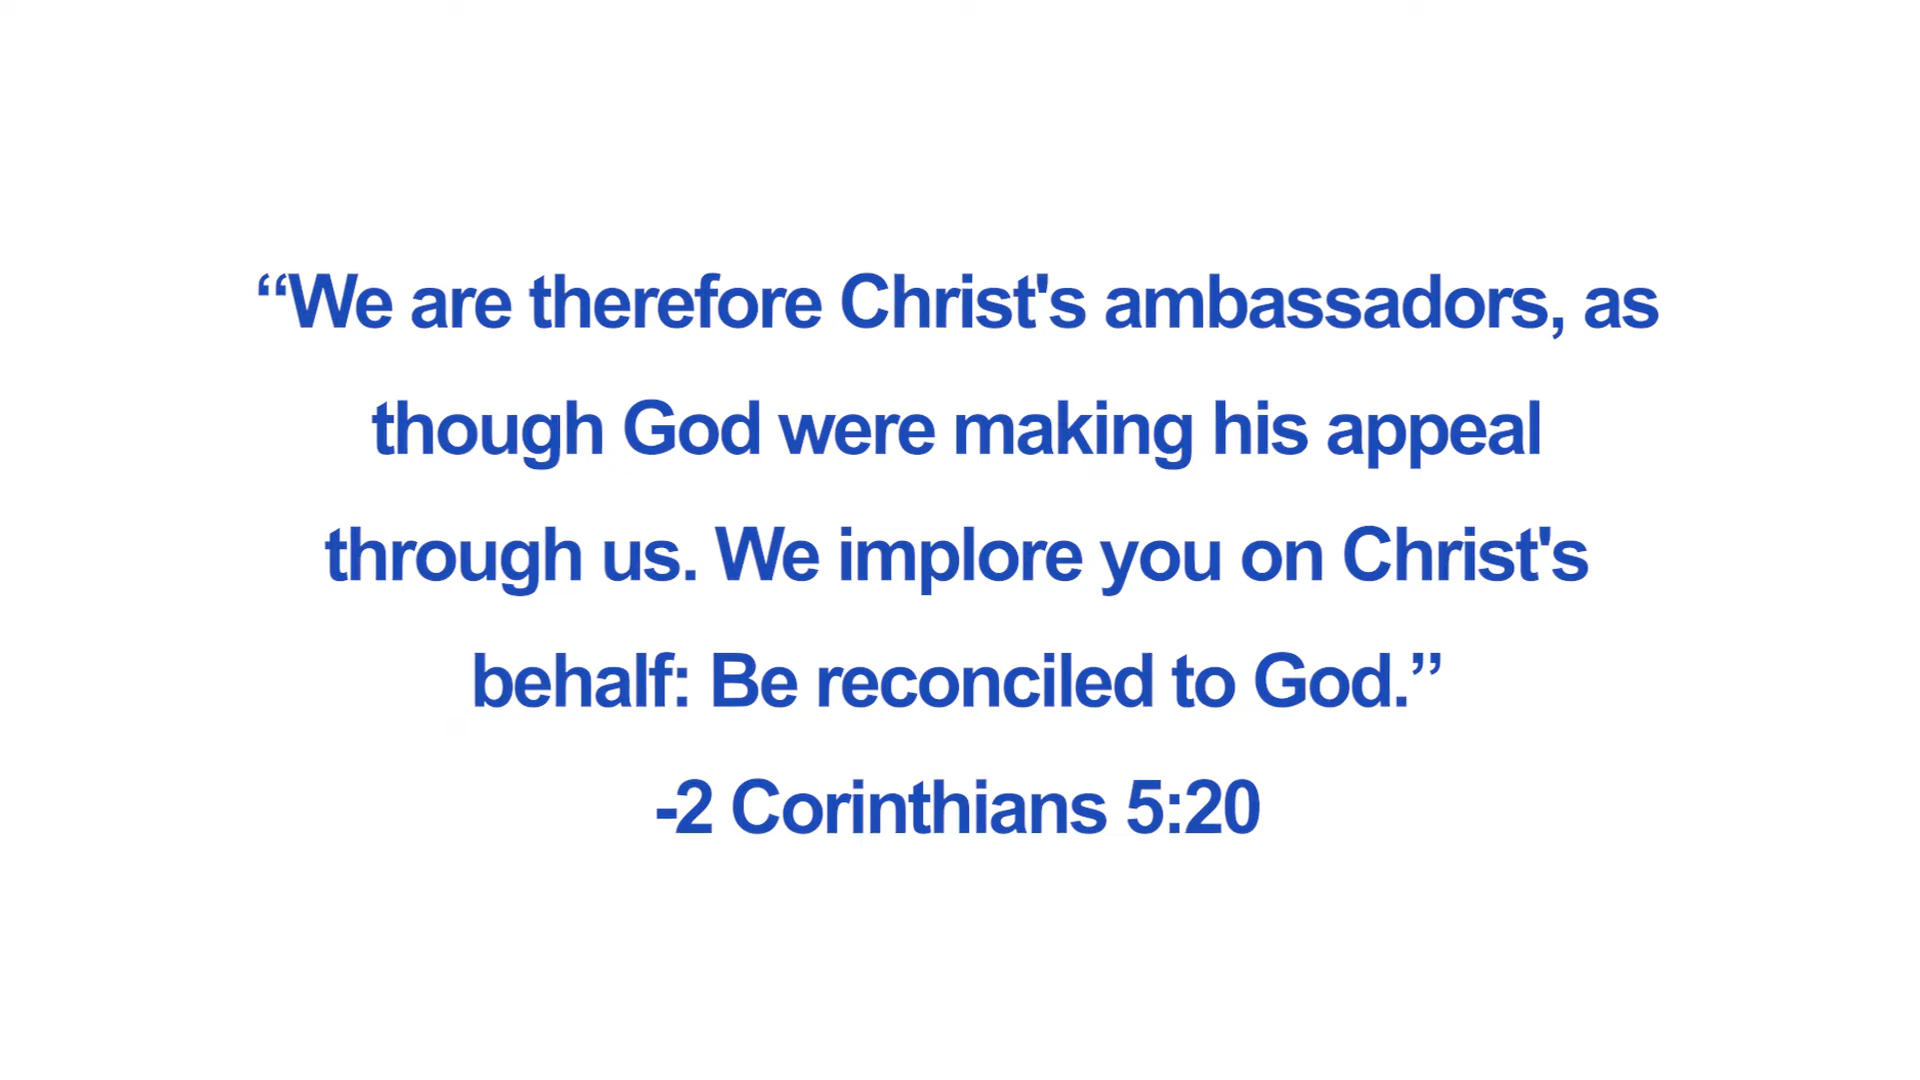 “We are therefore Christ's ambassadors, as
though God were making his appeal
through us. We implore you on Christ's
behalf: Be reconciled to God.”
-2 Corinthians 5:20